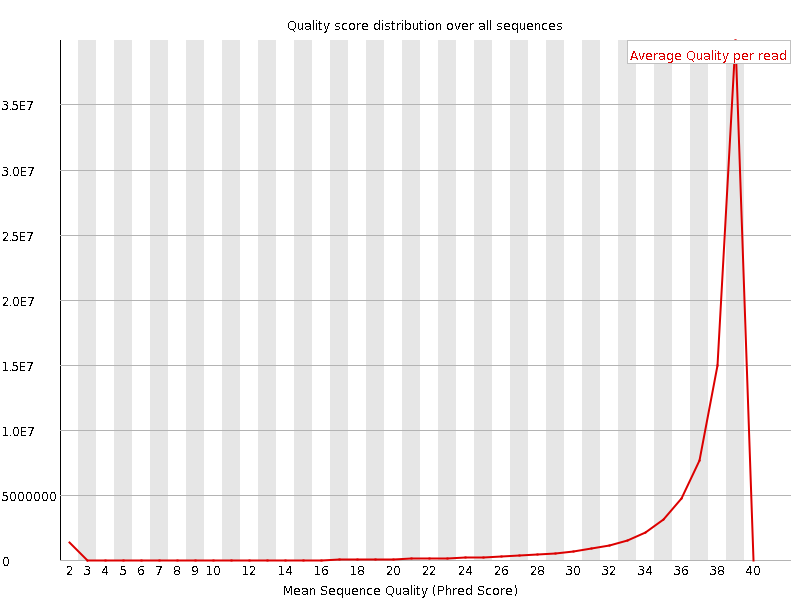 Quality score distribution over all sequences
Average Quality per read
3.5E7
3.0E7
2.5E7
2.0E7
1.5E7
1.0E7
5000000
0
2 3 4 5 6 7 8 9 10 12 14 16 18 20 22 24 26 28 30 32 34 36 38 40
Mean Sequence Quality (Phred Score)